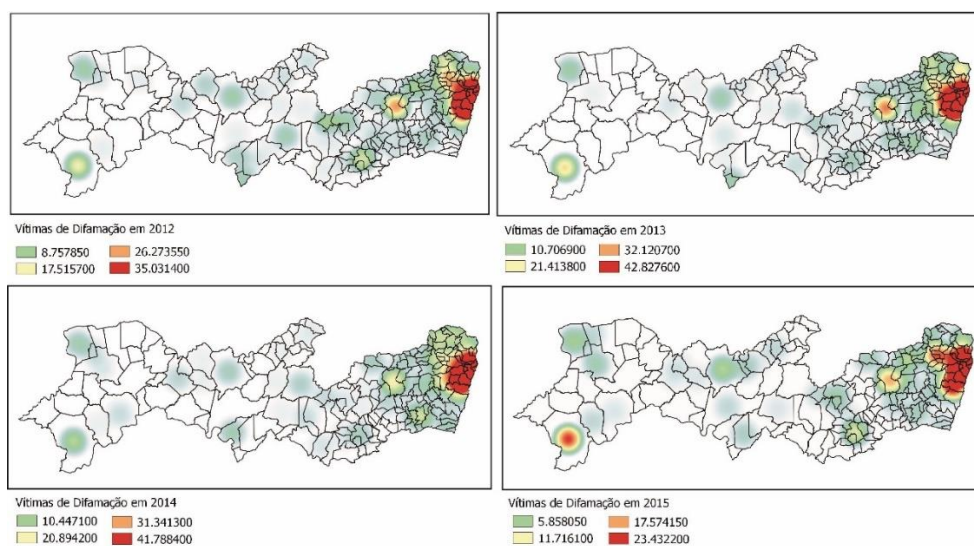 Vítimas de Difamação em 2012
8.757850 26.273550
17.515700 35.031400
Vítimas de Difamação em 2013
10.706900 32.120700
21.413800 42.827600
Vítimas de Difamação em 2014
10.447100 31.341300
20.894200 41.788400
Vítimas de Difamação em 2015
5.858050 17.574150
11.716100 23.432200